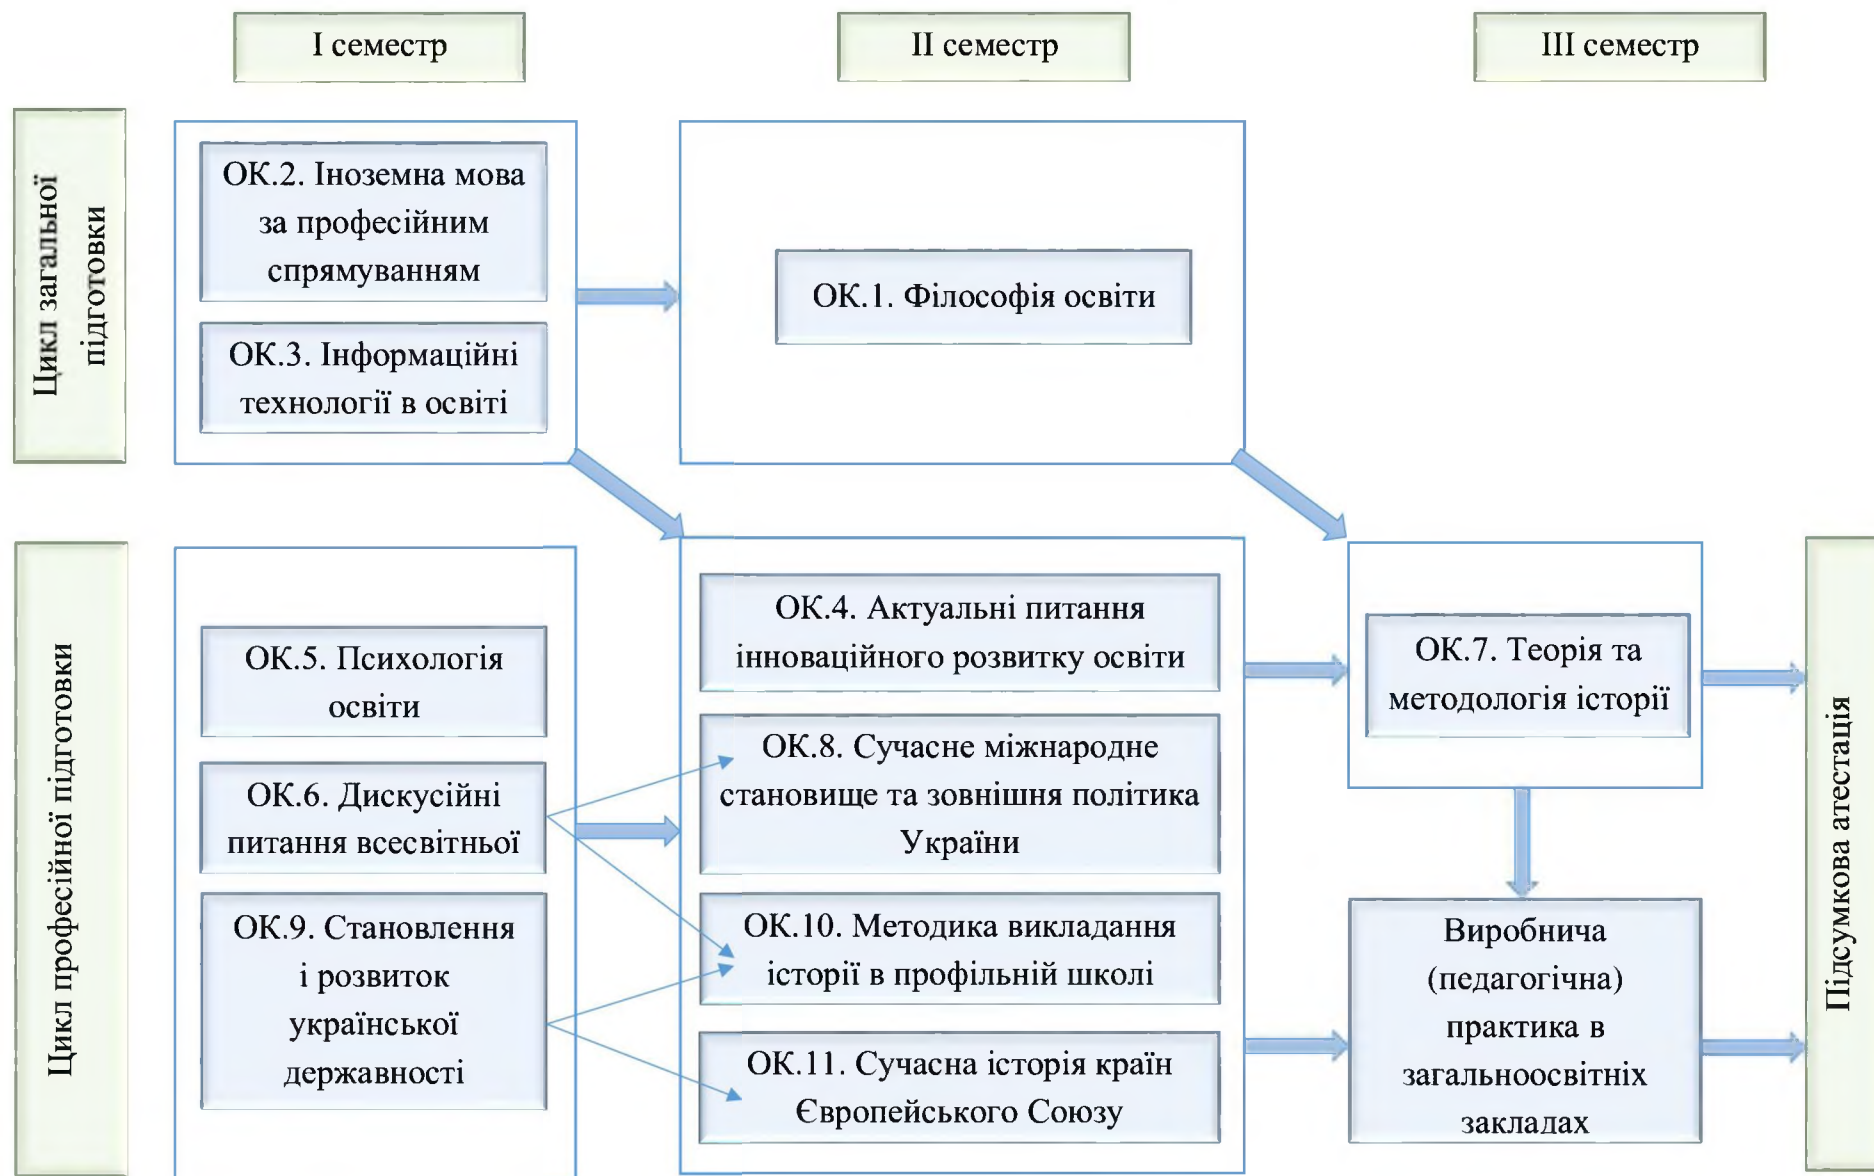 І семестр
ІІ семестр
ІІІ семестр
Цикл загальної
підготовки
ОК.2. Іноземна мова
за професійним
спрямуванням
ОК.3. Інформаційні
технології в освіті
ОК.1. Філософія освіти
Цикл професійної підготовки
ОК.5. Психологія
освіти
ОК.6. Дискусійні
питання всесвітньої
ОК.9. Становлення
і розвиток
української
державності
ОК.4. Актуальні питання
інноваційного розвитку освіти
ОК.8. Сучасне міжнародне
становище та зовнішня політика
України
ОК.10. Методика викладання
історії в профільній школі
ОК.11. Сучасна історія країн
Європейського Союзу
ОК.7. Теорія та
методологія історії
Виробнича
(педагогічна)
практика в
загальноосвітніх
закладах
Підсумкова атестація